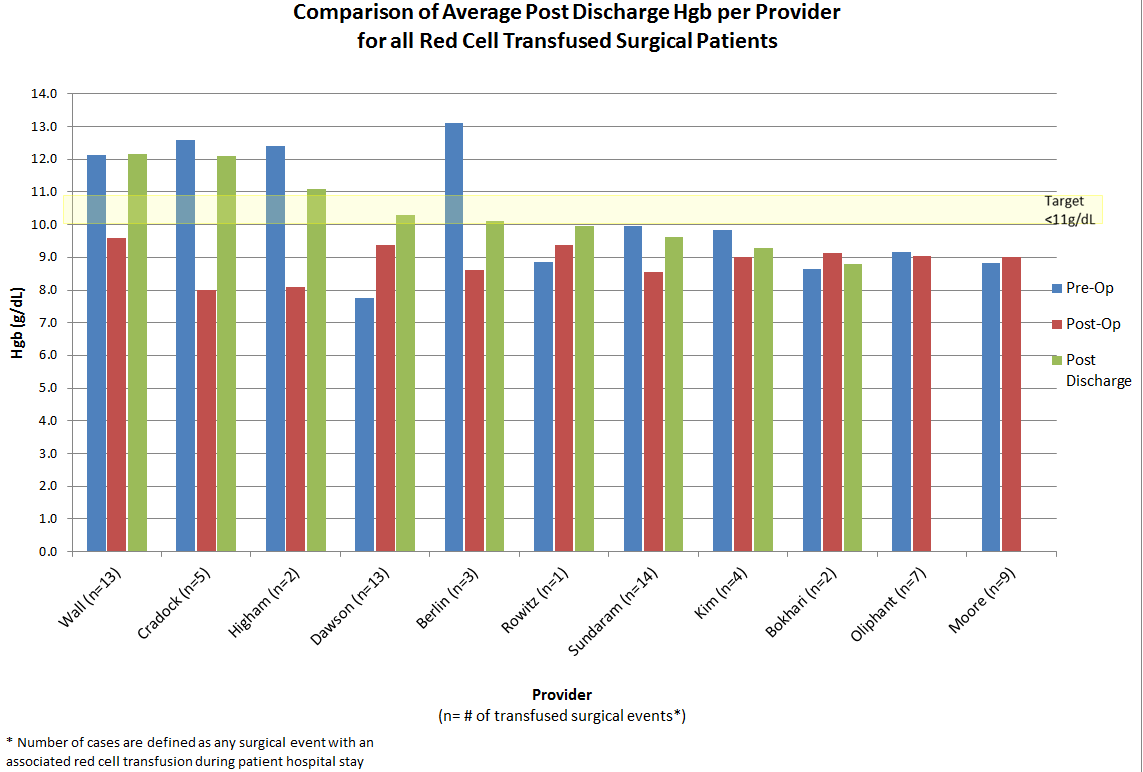 Comparison of Average Post Discharge Hgb per Provider
for all Red Cell Transfused Surgical Patients
14.0
13.0
12.0
11.0
10.0
9.0
8.0
7.0
6.0
5.0
4.0
3.0
2.0
1.0
0.0
Hgb (g/dL)
Target
<11g/dL
Pre-Op
Post-Op
Post
Discharge
Wall (n=13)
Cradock (n=5)
Higham (n=2)
Dawson (n=13)
Berlin (n=3)
Rowitz (n=1)
Sundaram (n=14)
Kim (n=4)
Bokhari (n=2)
Oliphant (n=7)
Moore (n=9)
Provider
(n= # of transfused surgical events*)
* Number of cases are defined as any surgical event with an
associated red cell transfusion during patient hospital stay